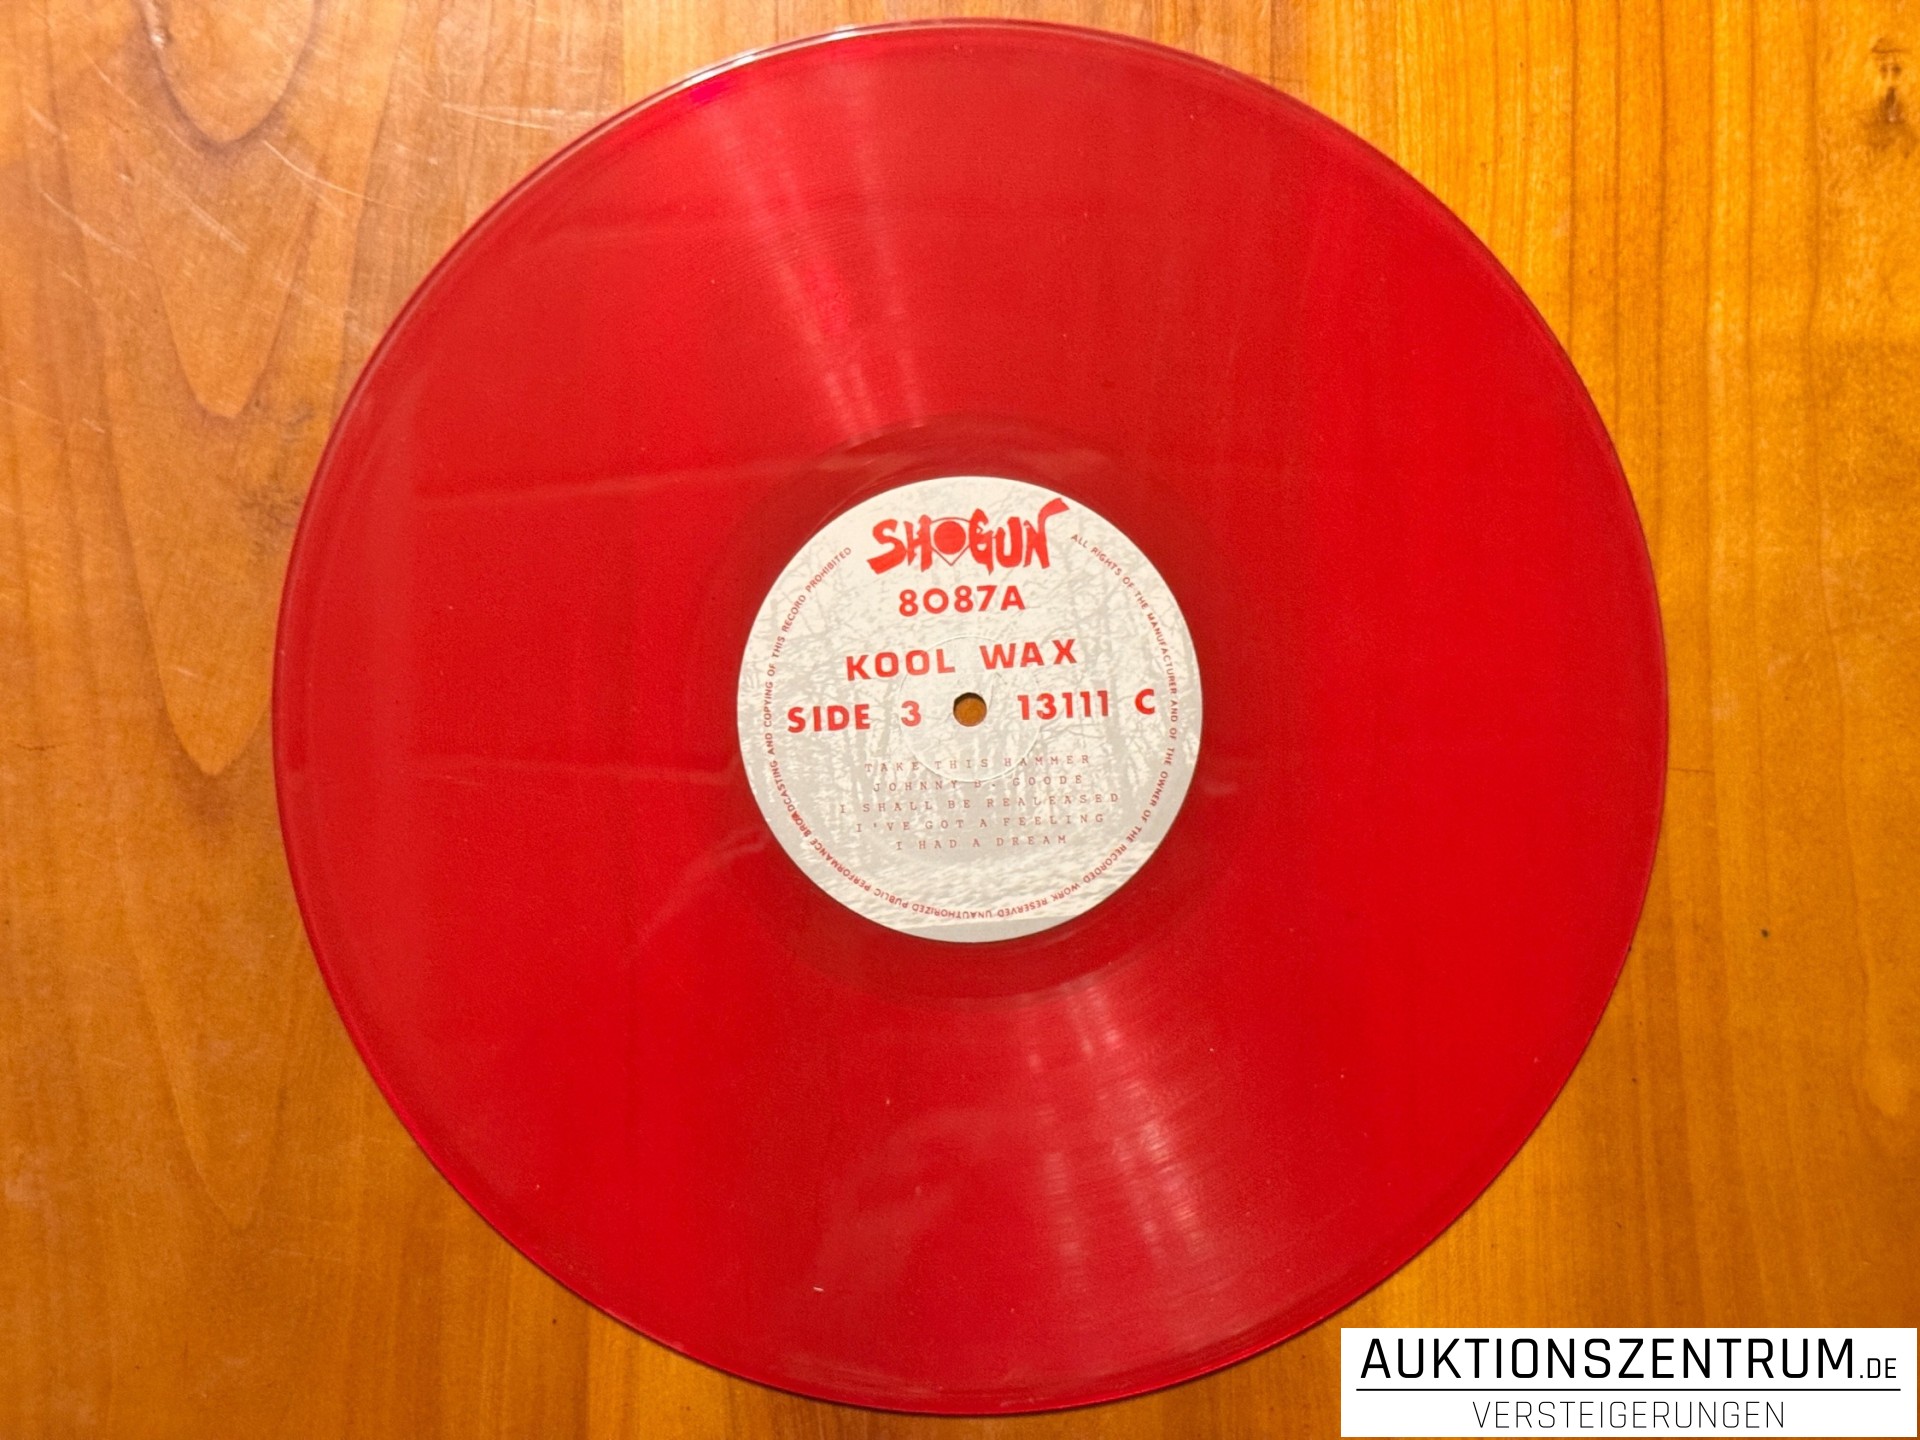 SHOGUN
8087A
KOOL WAX
SIDE 3 13111 C
TAKE THIS HAMMER
JOHNNY B. GOODE
I SHALL BE REALEASED
I'VE GOT A FEELING
I HAD A DREAM
ALL RIGHTS OF THE MANUFACTURER AND OF THE OWNER OF THE RECORDED WORK RESERVED UNAUTHORIZED PUBLIC PERFORMANCE BROADCASTING AND COPYING OF THIS RECORD PROHIBITED
AUKTIONSZENTRUM.DE
VERSTEIGERUNGEN